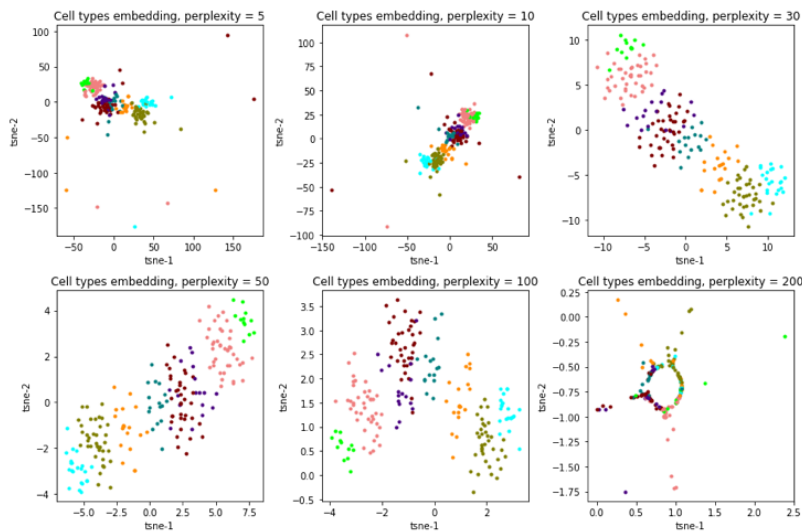 Cell types embedding, perplexity = 5
100
50
0
−50
−100
−150
tsne-2
−50 0 50 100 150
tsne-1
Cell types embedding, perplexity = 10
100
75
50
25
0
−25
−50
−75
−100
tsne-2
−150 −100 −50 0 50
tsne-1
Cell types embedding, perplexity = 30
10
5
0
−5
−10
tsne-2
−10 −5 0 5 10
tsne-1
Cell types embedding, perplexity = 50
4
2
0
−2
−4
tsne-2
−5.0 −2.5 0.0 2.5 5.0 7.5
tsne-1
Cell types embedding, perplexity = 100
3.5
3.0
2.5
2.0
1.5
1.0
0.5
0.0
−0.5
tsne-2
−4 −2 0 2
tsne-1
Cell types embedding, perplexity = 200
0.25
0.00
−0.25
−0.50
−0.75
−1.00
−1.25
−1.50
−1.75
tsne-2
0.0 0.5 1.0 1.5 2.0 2.5
tsne-1